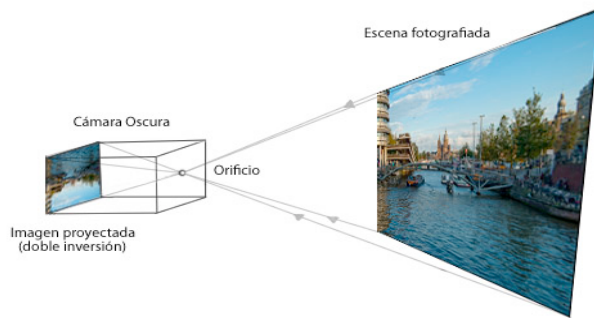 Escena fotografiada
Cámara Oscura
Orificio
Imagen proyectada
(doble inversión)